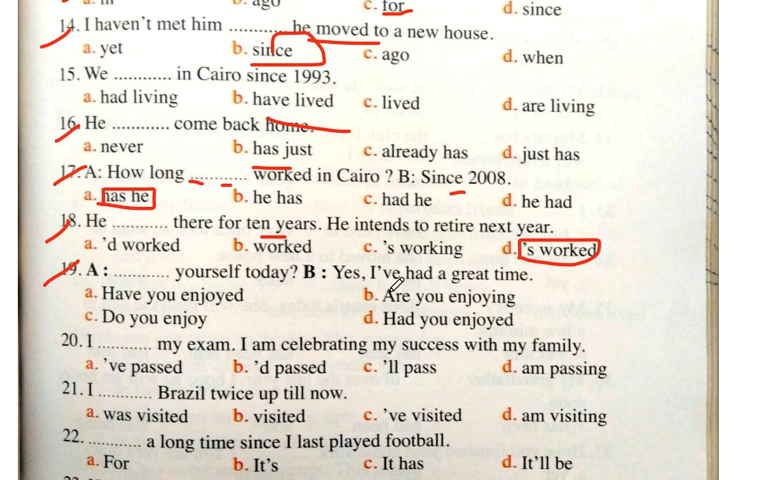 b. ago
c. for
d. since
14. I haven't met him ............ he moved to a new house.
a. yet b. since c. ago d. when
15. We ............ in Cairo since 1993.
a. had living b. have lived c. lived d. are living
16. He ............ come back home.
a. never b. has just c. already has d. just has
17. A: How long ............ worked in Cairo ? B: Since 2008.
a. has he b. he has c. had he d. he had
18. He ............ there for ten years. He intends to retire next year.
a. 'd worked b. worked c. 's working d. 's worked
19. A : ............ yourself today? B : Yes, I've had a great time.
a. Have you enjoyed b. Are you enjoying
c. Do you enjoy d. Had you enjoyed
20. I ............ my exam. I am celebrating my success with my family.
a. 've passed b. 'd passed c. 'll pass d. am passing
21. I ............ Brazil twice up till now.
a. was visited b. visited c. 've visited d. am visiting
22. ............ a long time since I last played football.
a. For b. It's c. It has d. It'll be